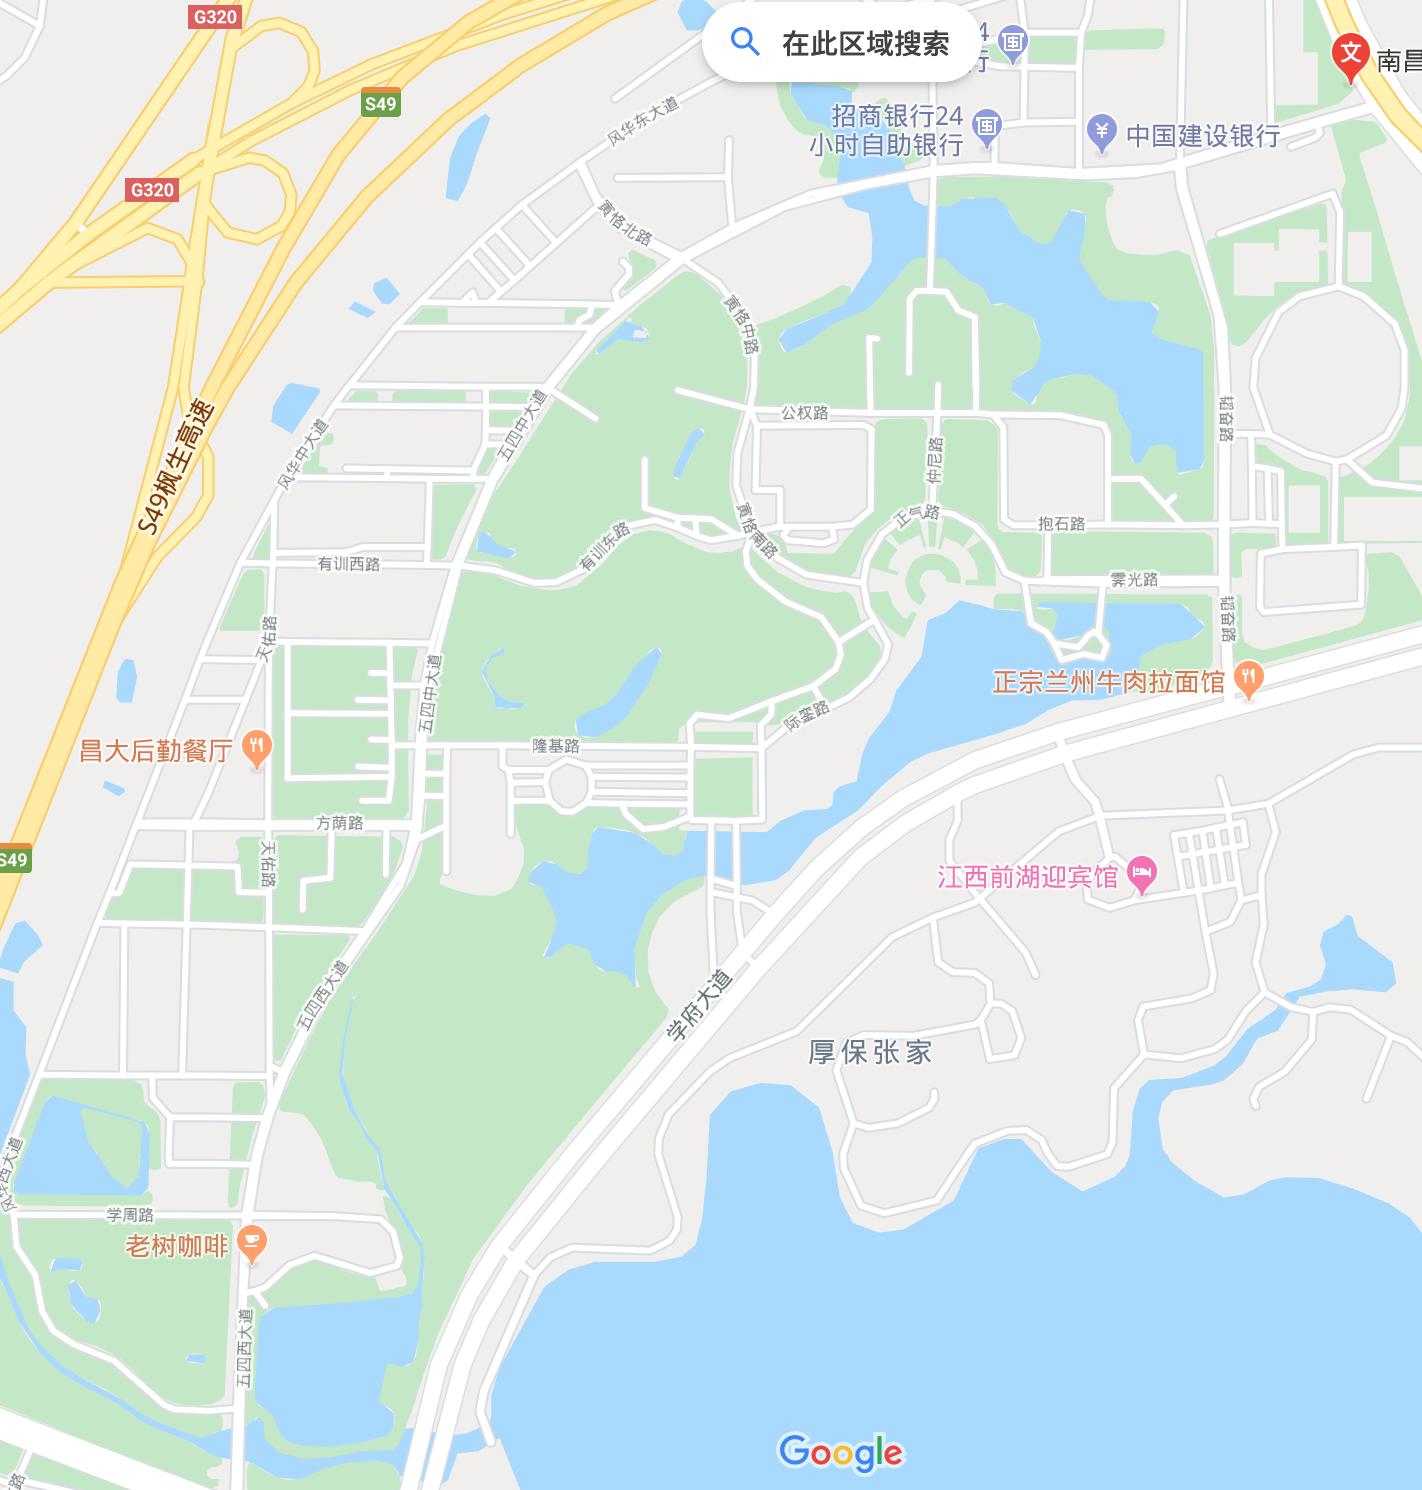 G320
在此区域搜索
4
行
南昌
S49
风华东大道
招商银行24
小时自助银行
中国建设银行
G320
寅恪北路
寅恪中路
公权路
韬奋路
五四中大道
风华中大道
S49枫生高速
仲尼路
正气路
抱石路
寅恪南路
有训东路
有训西路
霁光路
韬奋路
天佑路
五四中大道
正宗兰州牛肉拉面馆
际銮路
昌大后勤餐厅
隆基路
方荫路
S49
天佑路
江西前湖迎宾馆
五四西大道
学府大道
厚保张家
风华西大道
学周路
老树咖啡
五四西大道
Google
路